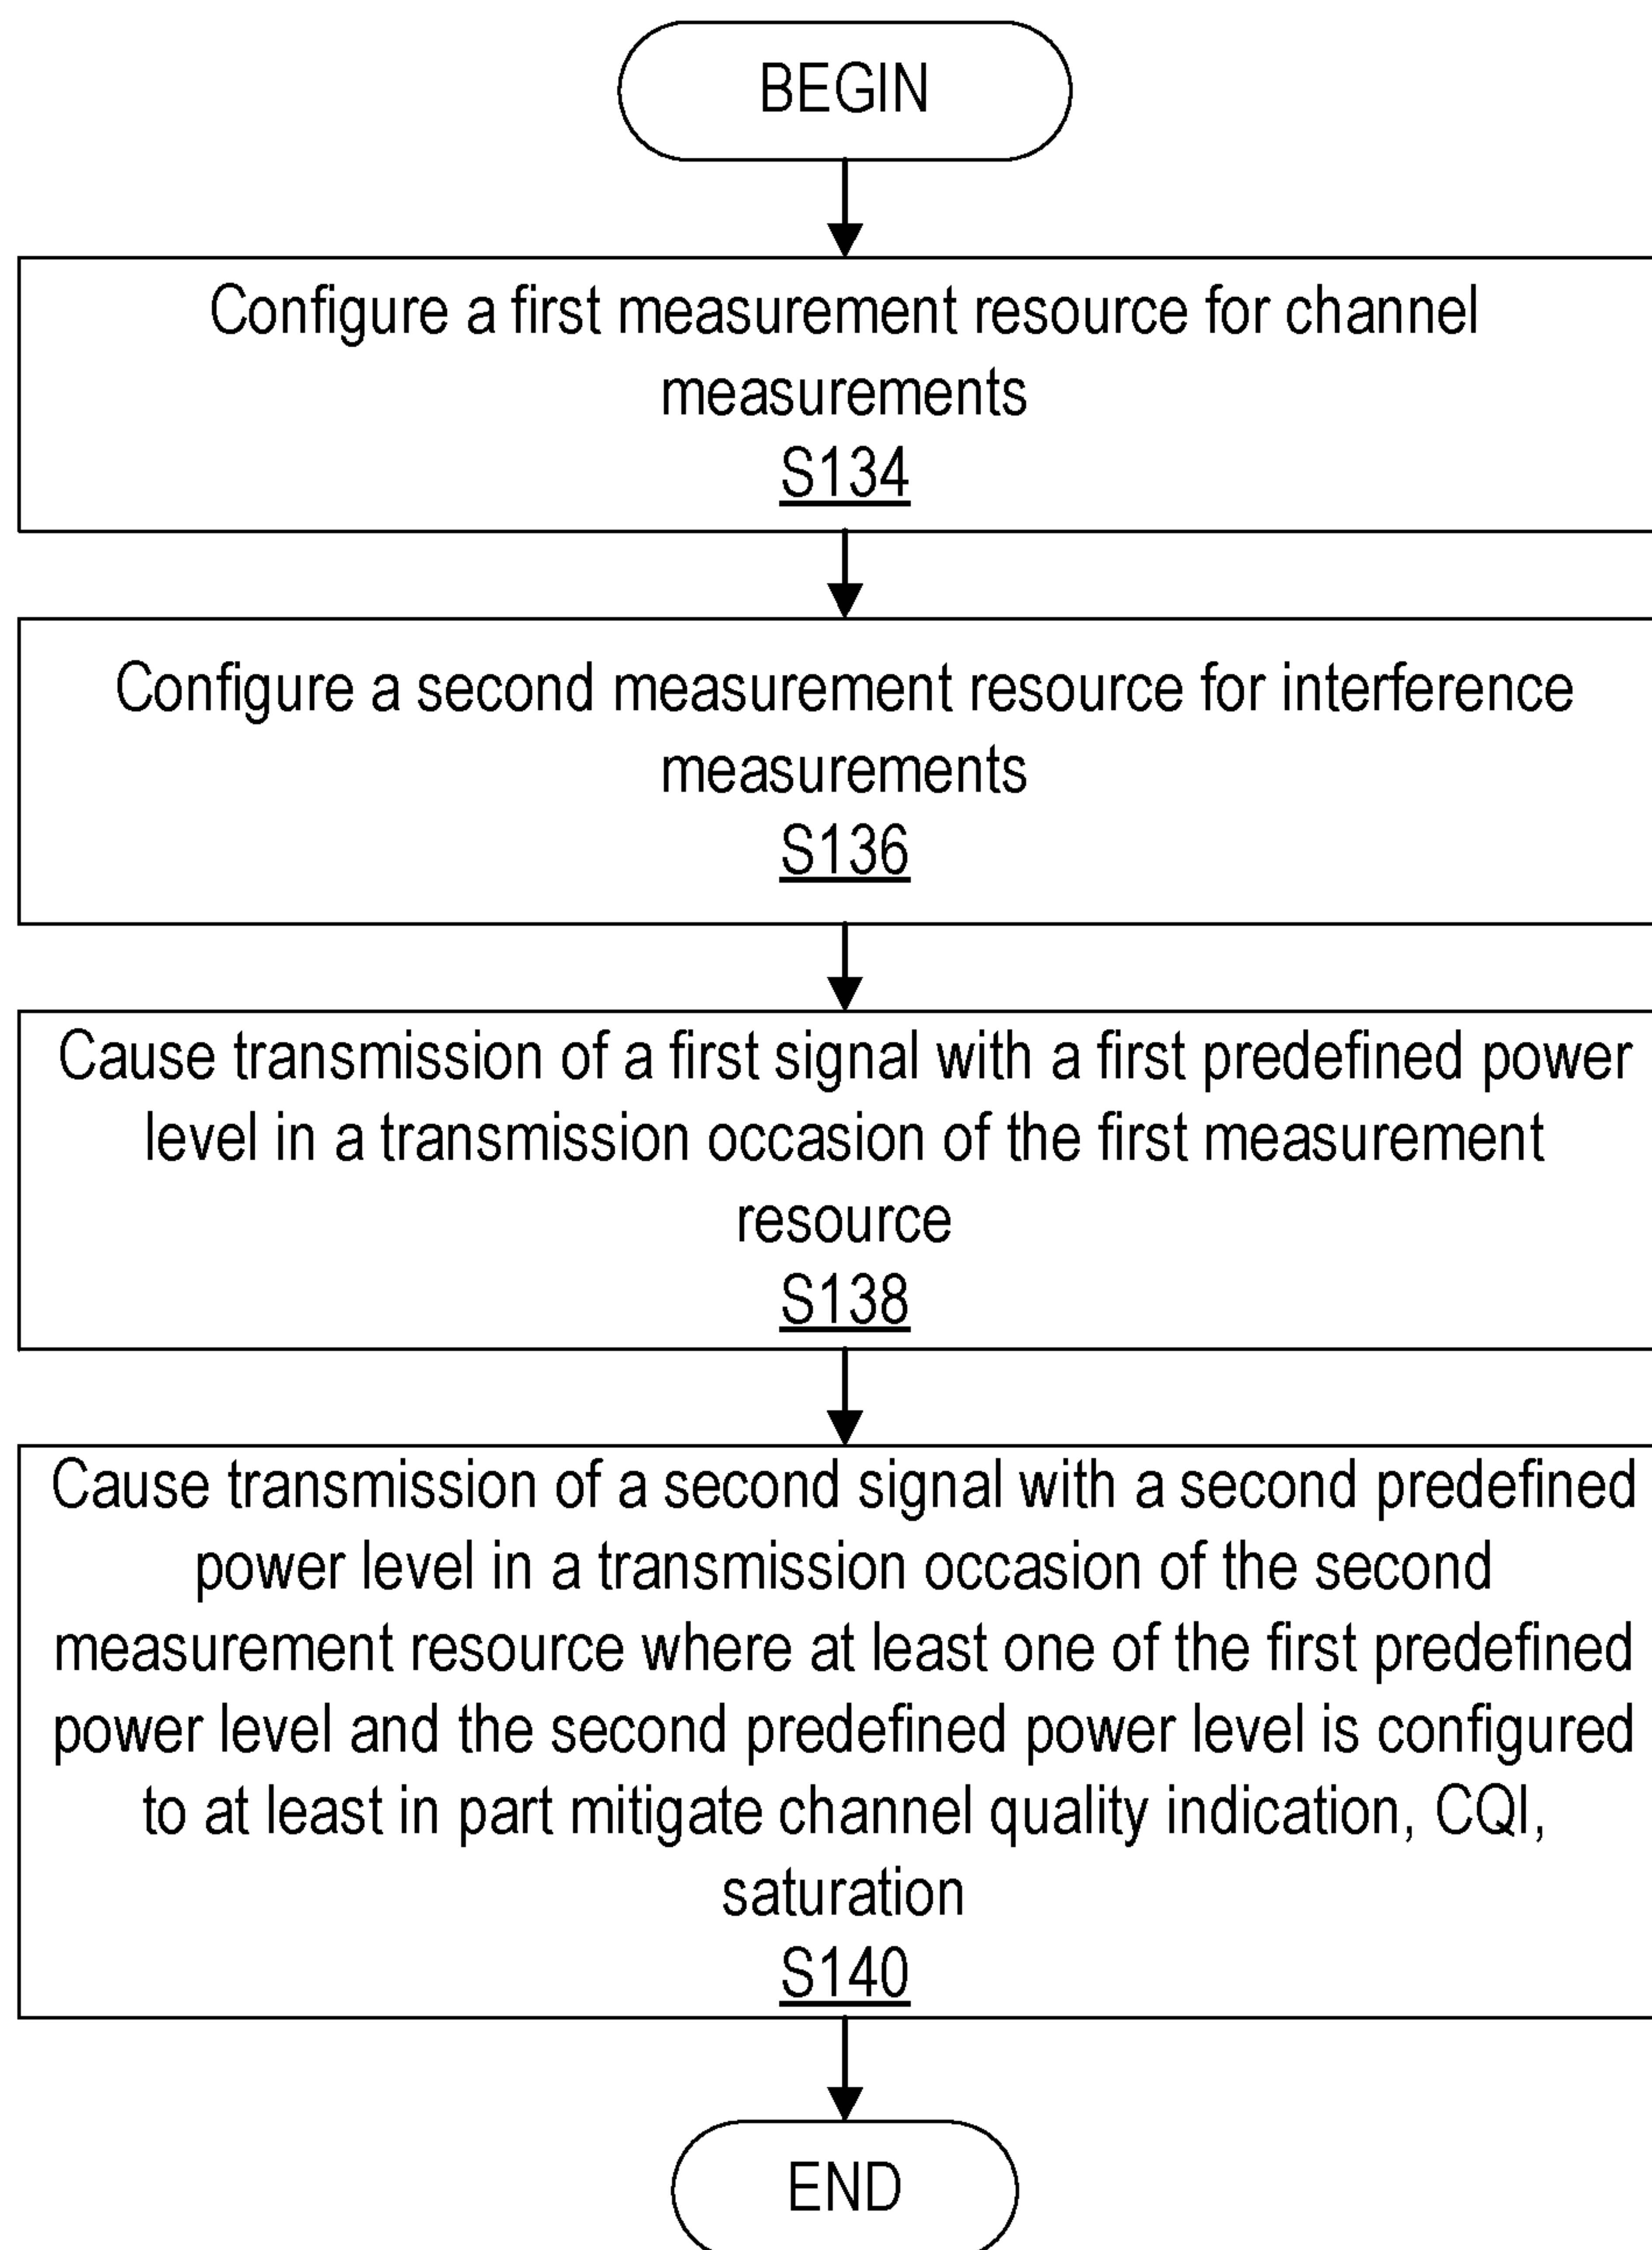 BEGIN
Configure a first measurement resource for channel
measurements
S134
Configure a second measurement resource for interference
measurements
S136
Cause transmission of a first signal with a first predefined power
level in a transmission occasion of the first measurement
resource
S138
Cause transmission of a second signal with a second predefined
power level in a transmission occasion of the second
measurement resource where at least one of the first predefined
power level and the second predefined power level is configured
to at least in part mitigate channel quality indication, CQI,
saturation
S140
END